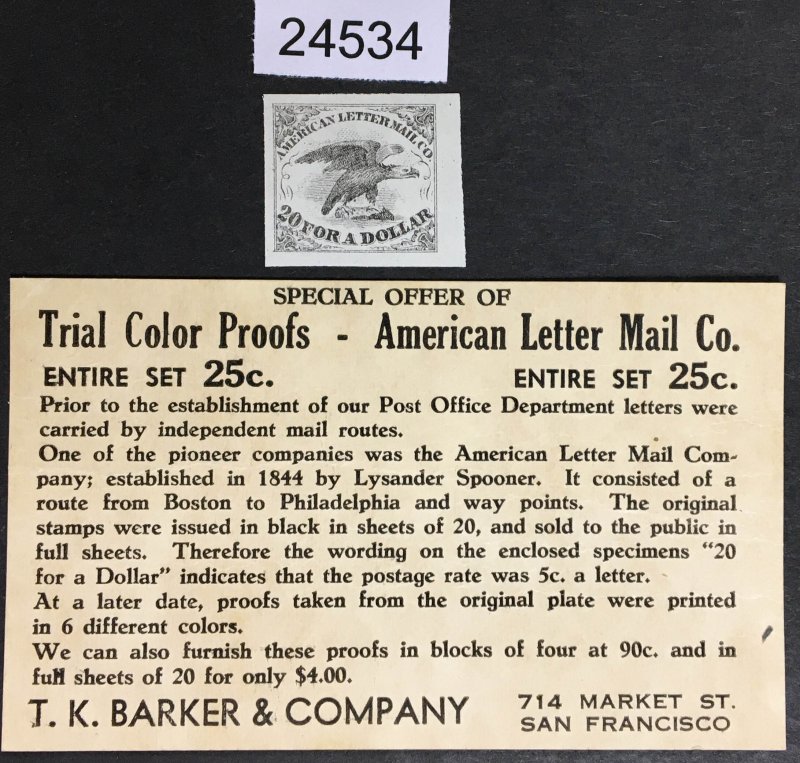 24534
AMERICAN LETTER MAIL CO.
20 FOR A DOLLAR
SPECIAL OFFER OF
Trial Color Proofs - American Letter Mail Co.
ENTIRE SET 25c. ENTIRE SET 25c.
Prior to the establishment of our Post Office Department letters were
carried by independent mail routes.
One of the pioneer companies was the American Letter Mail Com-
pany; established in 1844 by Lysander Spooner. It consisted of a
route from Boston to Philadelphia and way points. The original
stamps were issued in black in sheets of 20, and sold to the public in
full sheets. Therefore the wording on the enclosed specimens "20
for a Dollar" indicates that the postage rate was 5c. a letter.
At a later date, proofs taken from the original plate were printed
in 6 different colors.
We can also furnish these proofs in blocks of four at 90c. and in
full sheets of 20 for only $4.00.
T. K. BARKER & COMPANY
714 MARKET ST.
SAN FRANCISCO